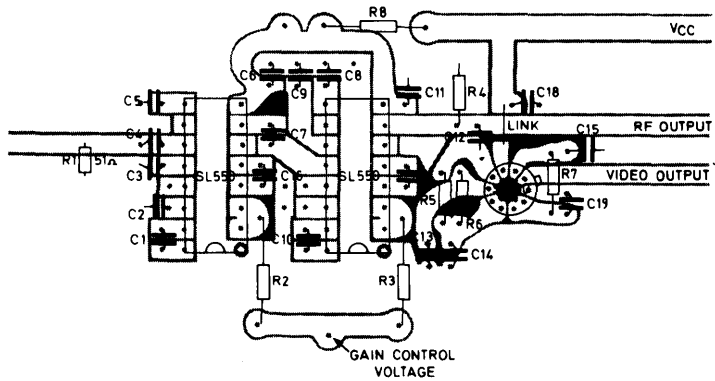 R8
VCC
C6
C9
C8
C11
R4
C18
C5
LINK
RF OUTPUT
C4
C7
C12
C15
R1 51Ω
C3
SL550
SL550
R5
R7
VIDEO OUTPUT
C2
R6
C19
C1
C10
C13
C14
R2
R3
GAIN CONTROL
VOLTAGE